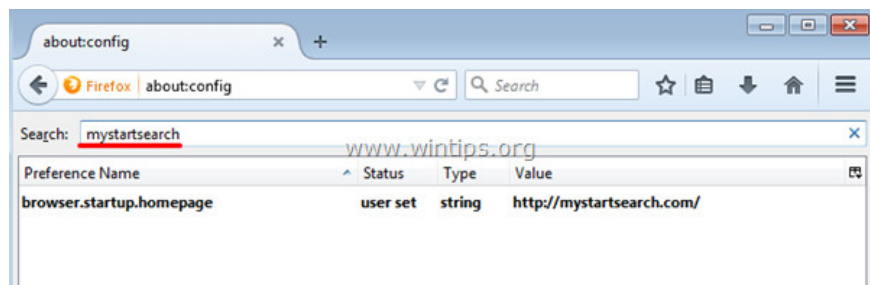 about:config
Firefox about:config Search
Search: mystartsearch
www.wintips.org
Preference Name Status Type Value
browser.startup.homepage user set string http://mystartsearch.com/